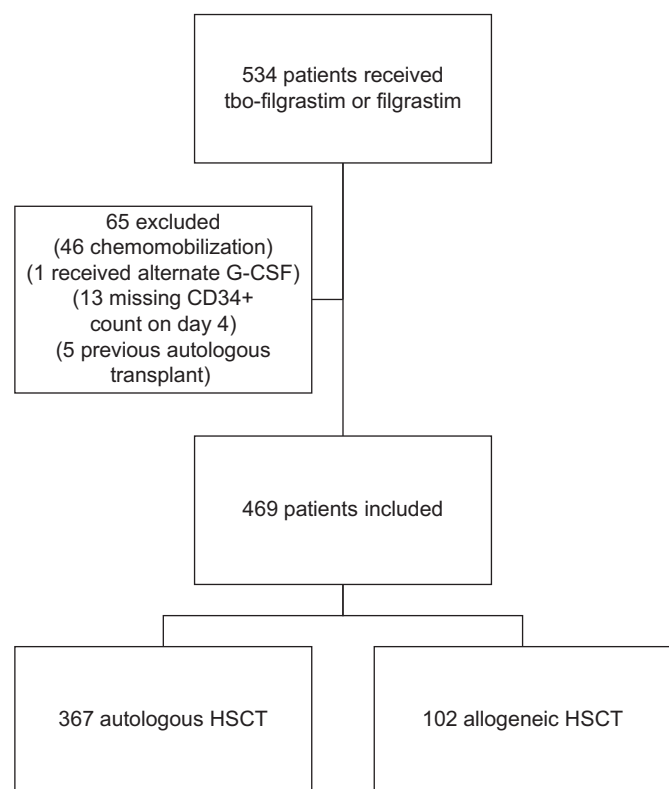 534 patients received
tbo-filgrastim or filgrastim
65 excluded
(46 chemomobilization)
(1 received alternate G-CSF)
(13 missing CD34+
count on day 4)
(5 previous autologous
transplant)
469 patients included
367 autologous HSCT
102 allogeneic HSCT